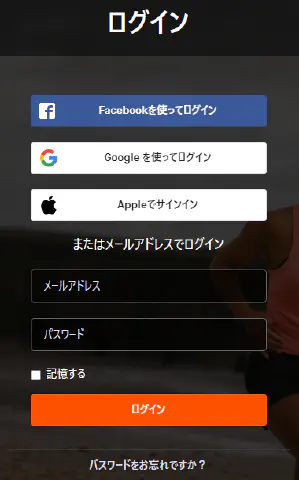 ログイン
Facebookを使ってログイン
Google を使ってログイン
Appleでサインイン
またはメールアドレスでログイン
メールアドレス
パスワード
記憶する
ログイン
パスワードをお忘れですか？